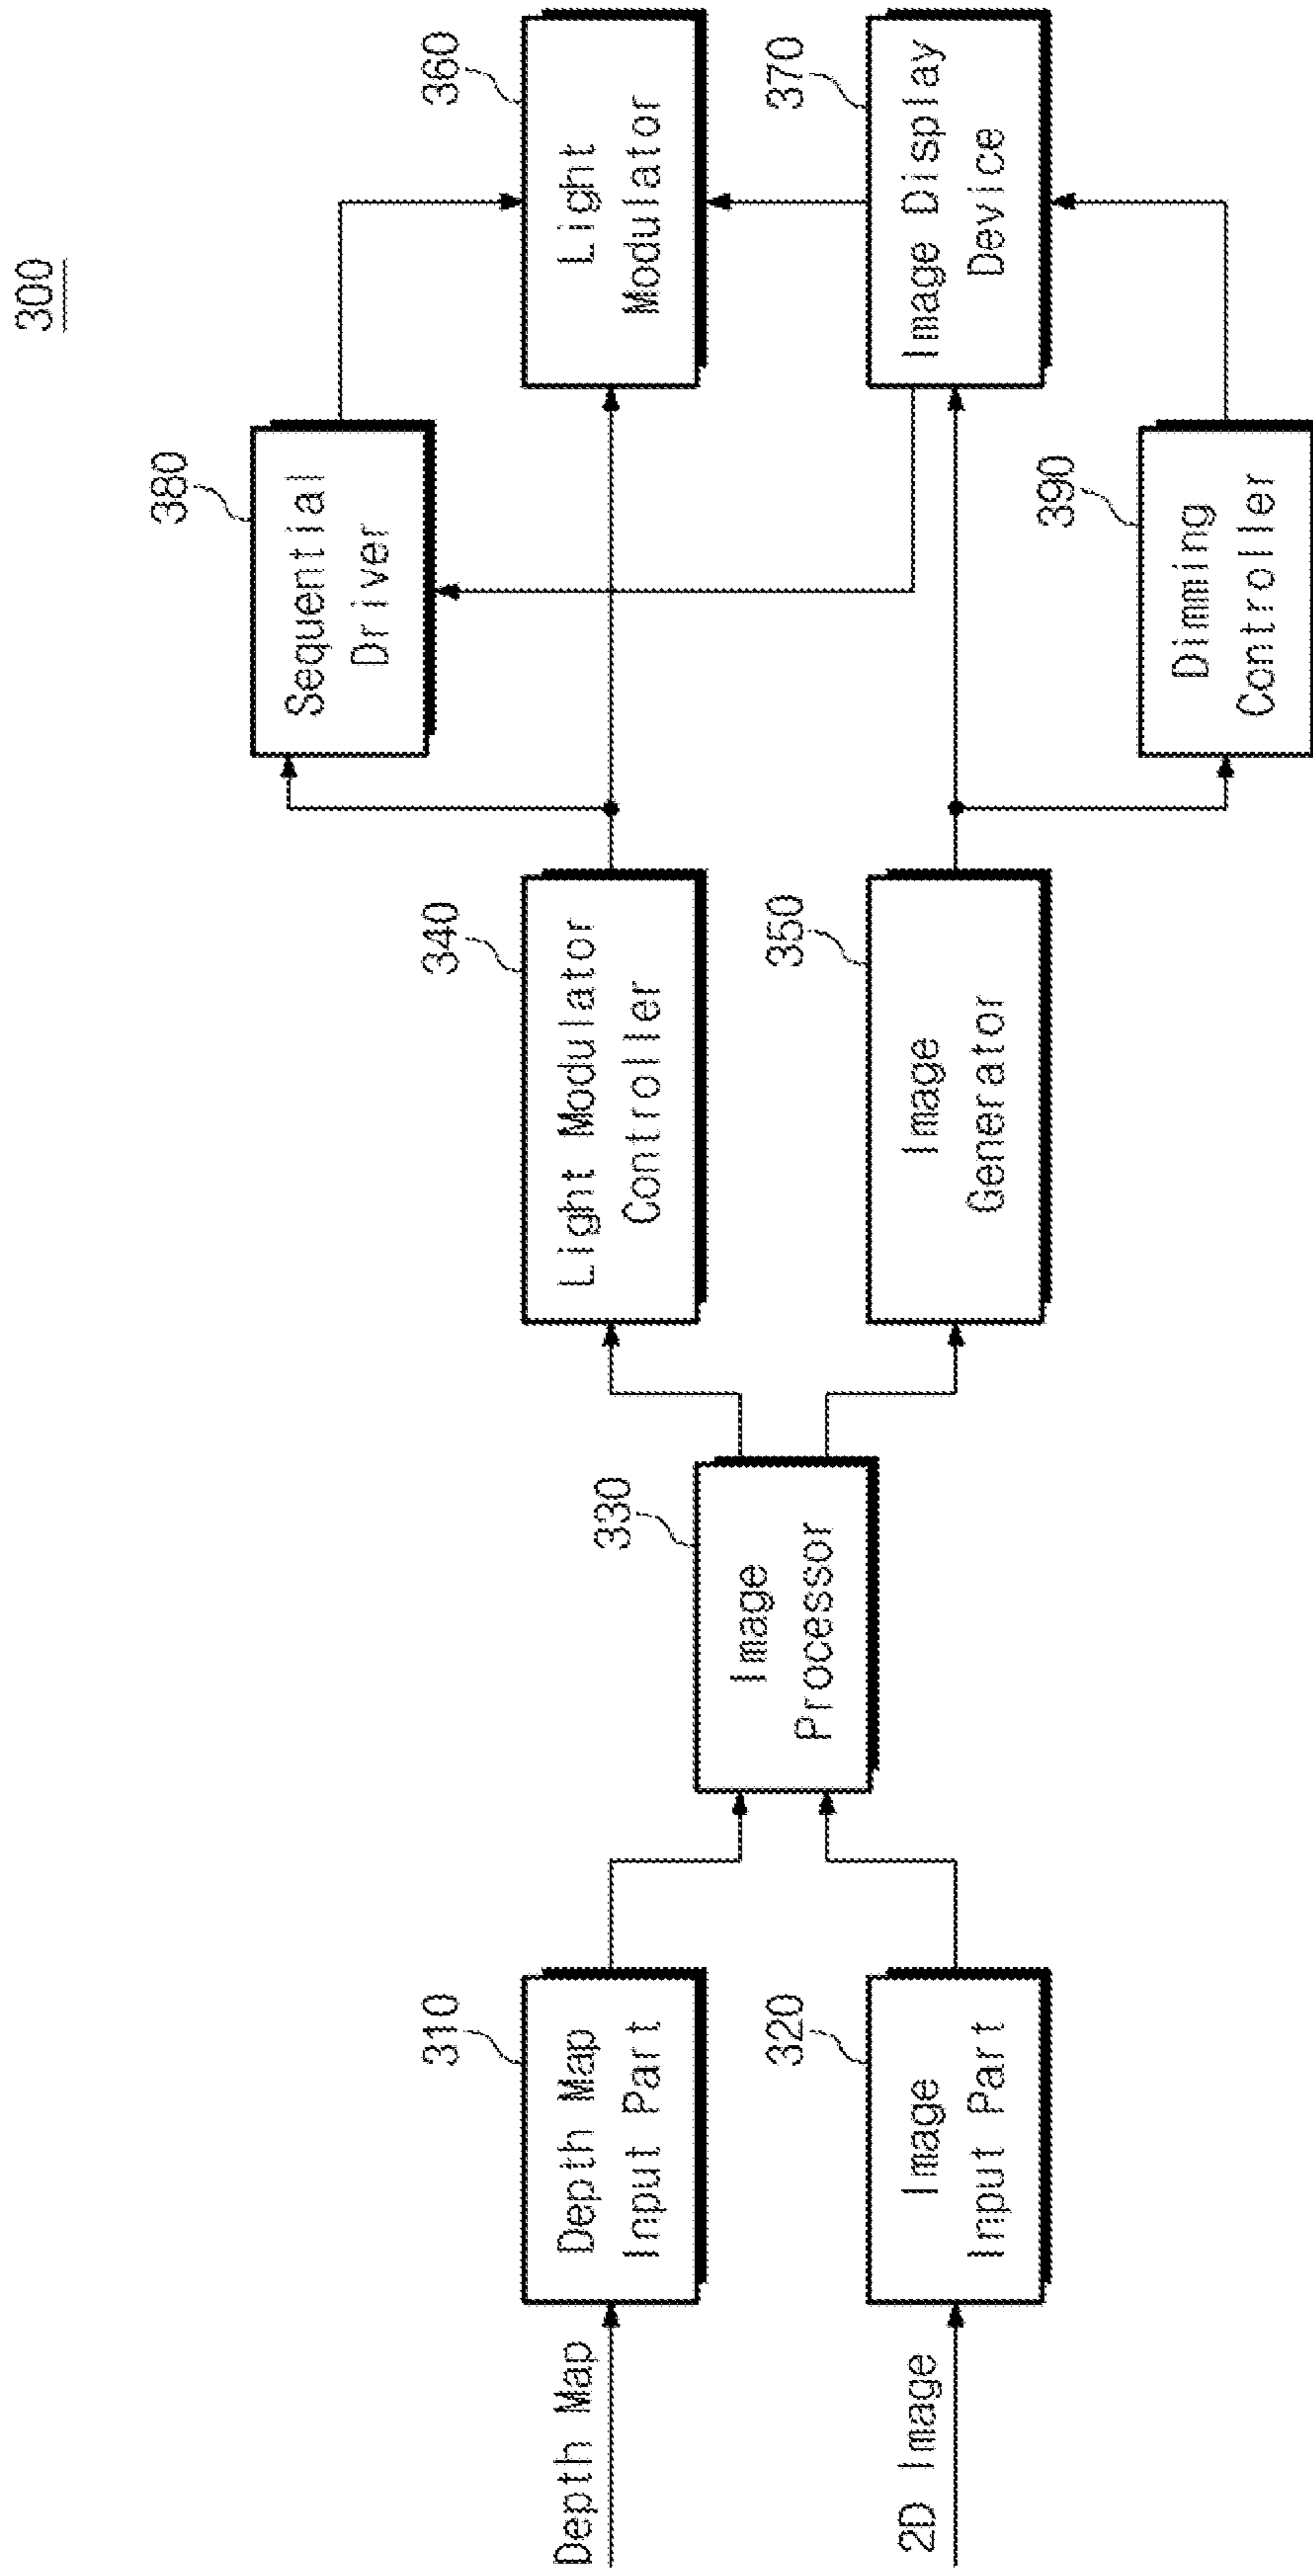 300
380
Sequential
Driver
340
Light Modulator
Controller
360
Light
Modulator
310
Depth Map
Input Part
Depth Map
330
Image
Processor
320
Image
Input Part
2D Image
350
Image
Generator
370
Image Display
Device
390
Dimming
Controller